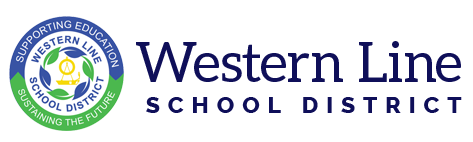 SUPPORTING EDUCATION
WESTERN LINE
SCHOOL DISTRICT
SUSTAINING THE FUTURE
Western Line
SCHOOL DISTRICT